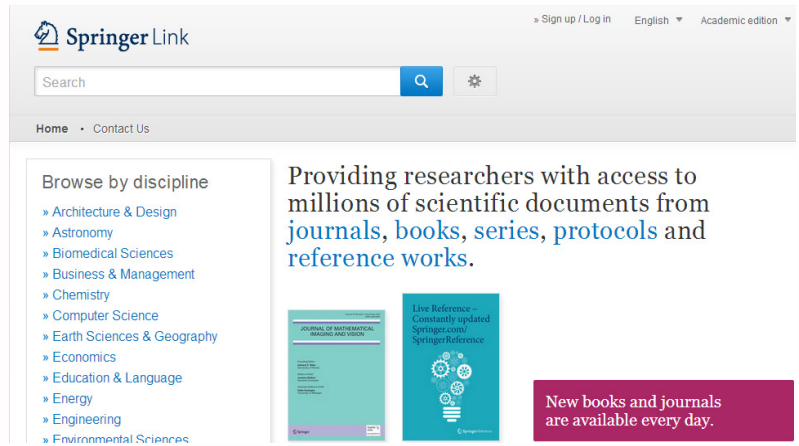 » Sign up / Log in English Academic edition
Springer Link
Search
Home • Contact Us
Browse by discipline
» Architecture & Design
» Astronomy
» Biomedical Sciences
» Business & Management
» Chemistry
» Computer Science
» Earth Sciences & Geography
» Economics
» Education & Language
» Energy
» Engineering
» Environmental Sciences
Providing researchers with access to
millions of scientific documents from
journals, books, series, protocols and
reference works.
JOURNAL OF MATHEMATICAL
IMAGING AND VISION
Springer
Live Reference –
Constantly updated
Springer.com/
SpringerReference
New books and journals
are available every day.